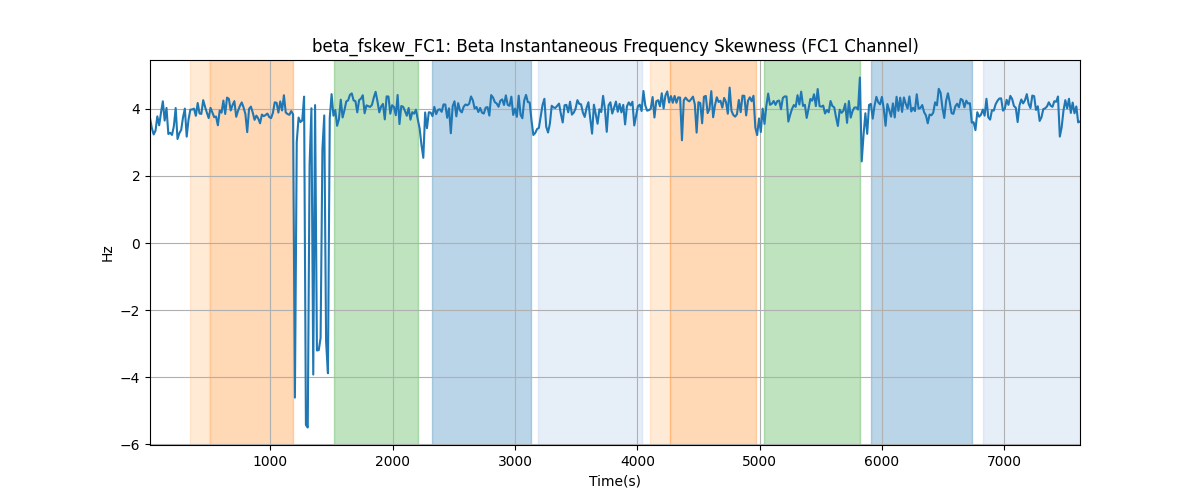 beta_fskew_FC1: Beta Instantaneous Frequency Skewness (FC1 Channel)
Hz
4
2
0
−2
−4
−6
1000 2000 3000 4000 5000 6000 7000
Time(s)